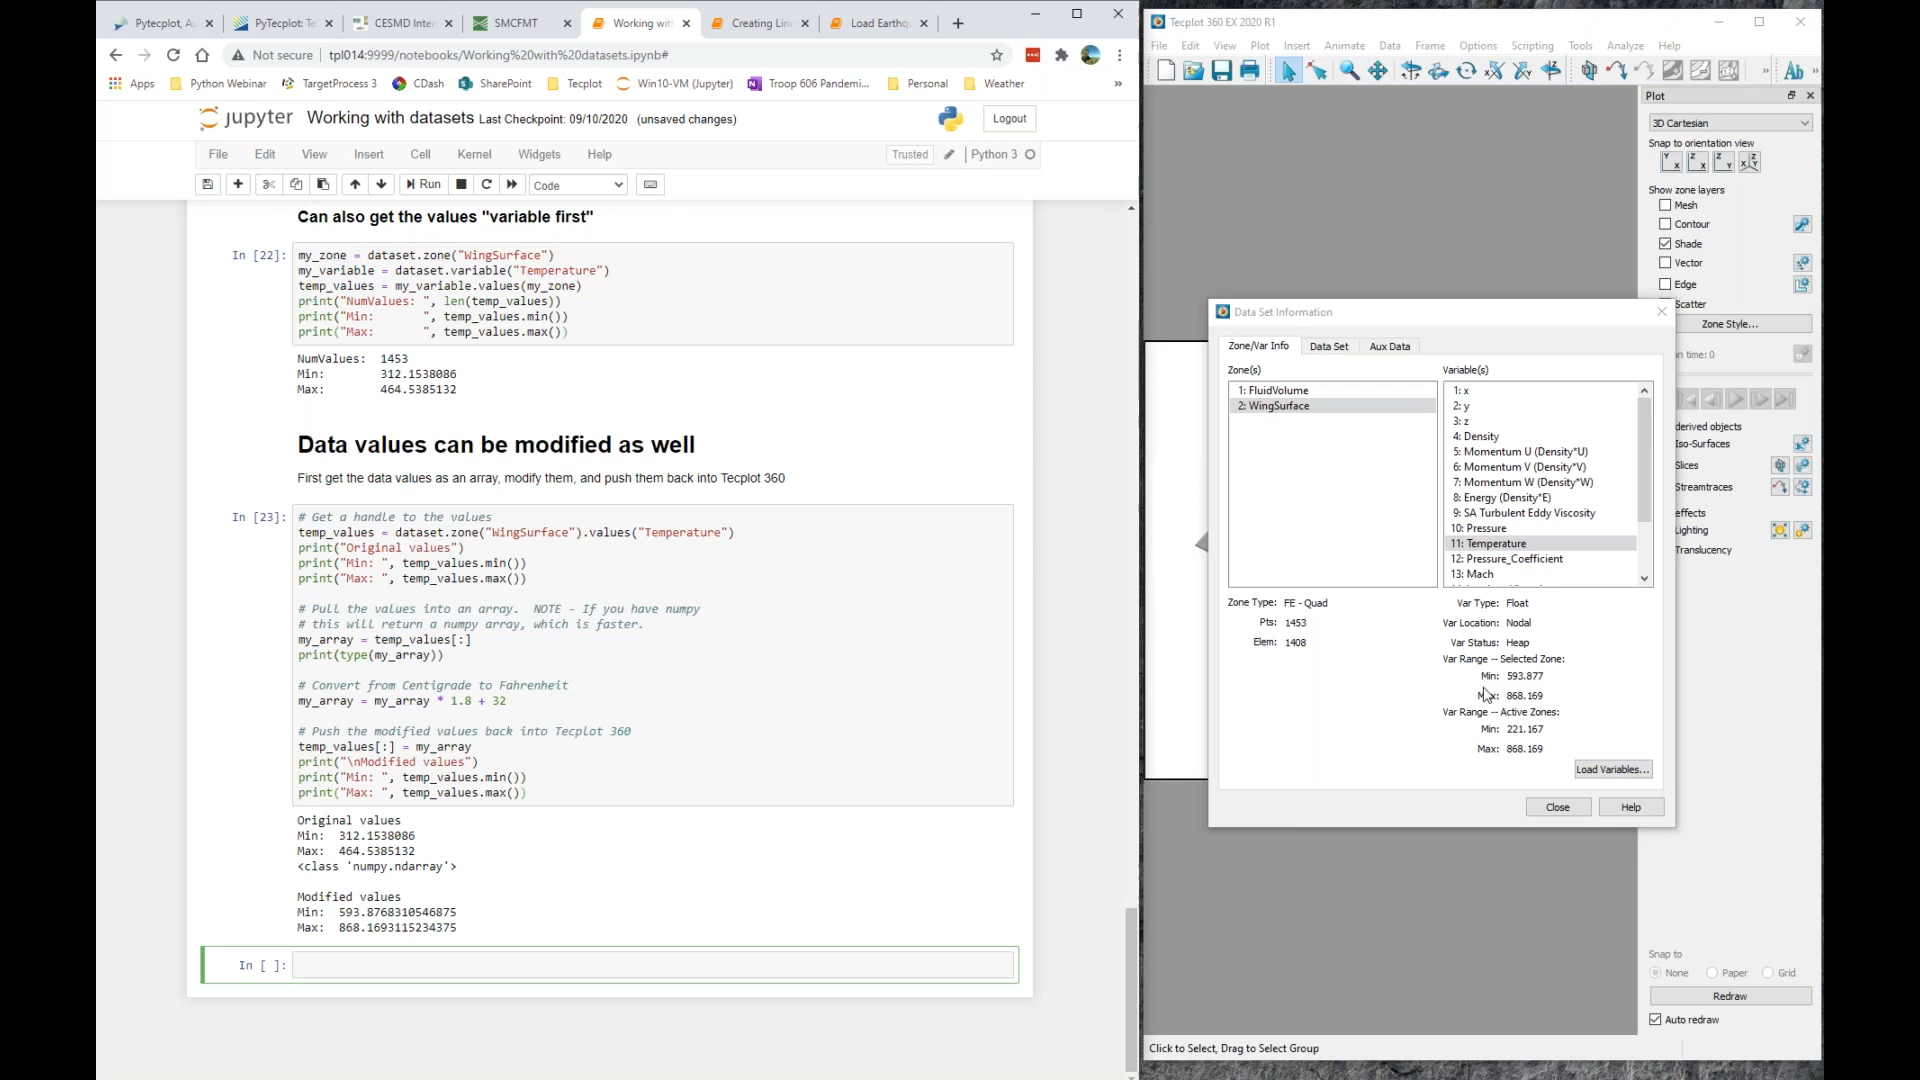 Pytecplot, AL
PyTecplot: Te
CESMD Inter
SMCFMT
Working wit
Creating Line
Load Earthqu
Not secure
tpl014:9999/notebooks/Working%20with%20datasets.ipynb#
Apps
Python Webinar
TargetProcess 3
CDash
SharePoint
Tecplot
Win10-VM (Jupyter)
Troop 606 Pandemi...
Personal
Weather
»
jupyter Working with datasets Last Checkpoint: 09/10/2020 (unsaved changes)
Logout
File Edit View Insert Cell Kernel Widgets Help
Trusted
Python 3
Run
Code
Can also get the values "variable first"
In [22]:
my_zone = dataset.zone("WingSurface")
my_variable = dataset.variable("Temperature")
temp_values = my_variable.values(my_zone)
print("NumValues: ", len(temp_values))
print("Min:       ", temp_values.min())
print("Max:       ", temp_values.max())
NumValues:  1453
Min:        312.1538086
Max:        464.5385132
Data values can be modified as well
First get the data values as an array, modify them, and push them back into Tecplot 360
In [23]:
# Get a handle to the values
temp_values = dataset.zone("WingSurface").values("Temperature")
print("Original values")
print("Min: ", temp_values.min())
print("Max: ", temp_values.max())
# Pull the values into an array.  NOTE - If you have numpy
# this will return a numpy array, which is faster.
my_array = temp_values[:]
print(type(my_array))
# Convert from Centigrade to Fahrenheit
my_array = my_array * 1.8 + 32
# Push the modified values back into Tecplot 360
temp_values[:] = my_array
print("\nModified values")
print("Min: ", temp_values.min())
print("Max: ", temp_values.max())
Original values
Min:  312.1538086
Max:  464.5385132
<class 'numpy.ndarray'>
Modified values
Min:  593.8768310546875
Max:  868.1693115234375
In [ ]:
Tecplot 360 EX 2020 R1
File Edit View Plot Insert Animate Data Frame Options Scripting Tools Analyze Help
» Ab »
Plot
3D Cartesian
Snap to orientation view
Show zone layers
Mesh
Contour
Shade
Vector
Edge
Scatter
Zone Style...
n time: 0
derived objects
Iso-Surfaces
Slices
Streamtraces
effects
Lighting
Translucency
Snap to
None Paper Grid
Redraw
Auto redraw
Data Set Information
Zone/Var Info Data Set Aux Data
Zone(s)
1: FluidVolume
2: WingSurface
Variable(s)
1: x
2: y
3: z
4: Density
5: Momentum U (Density*U)
6: Momentum V (Density*V)
7: Momentum W (Density*W)
8: Energy (Density*E)
9: SA Turbulent Eddy Viscosity
10: Pressure
11: Temperature
12: Pressure_Coefficient
13: Mach
Zone Type: FE - Quad
Pts: 1453
Elem: 1408
Var Type: Float
Var Location: Nodal
Var Status: Heap
Var Range -- Selected Zone:
Min: 593.877
Max: 868.169
Var Range -- Active Zones:
Min: 221.167
Max: 868.169
Load Variables...
Close
Help
Click to Select, Drag to Select Group